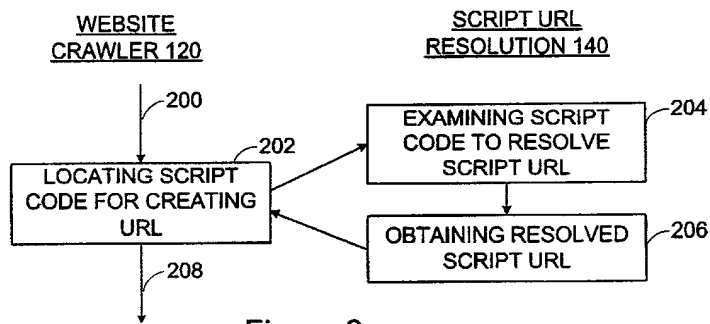 WEBSITE
CRAWLER 120
SCRIPT URL
RESOLUTION 140
200
202
LOCATING SCRIPT
CODE FOR CREATING
URL
204
EXAMINING SCRIPT
CODE TO RESOLVE
SCRIPT URL
206
OBTAINING RESOLVED
SCRIPT URL
208